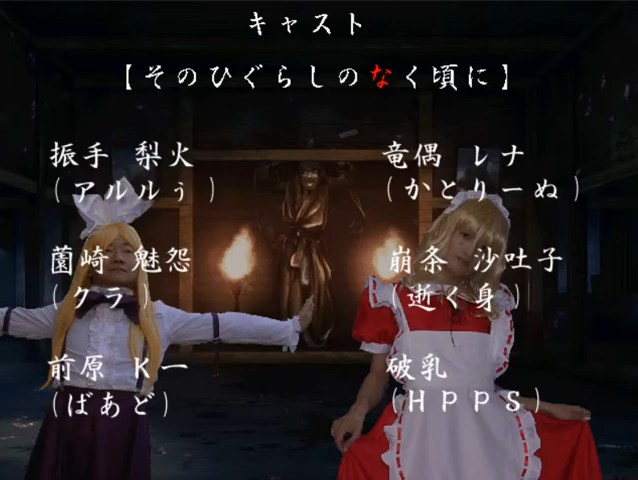 キャスト
【そのひぐらしのなく頃に】
振手 梨火
(アルルぅ)
竜偶 レナ
(かとりーぬ)
薗崎 魅怨
(クラ)
崩条 沙吐子
(逝く身)
前原 K一
(ばあど)
破乳
(HPPS)